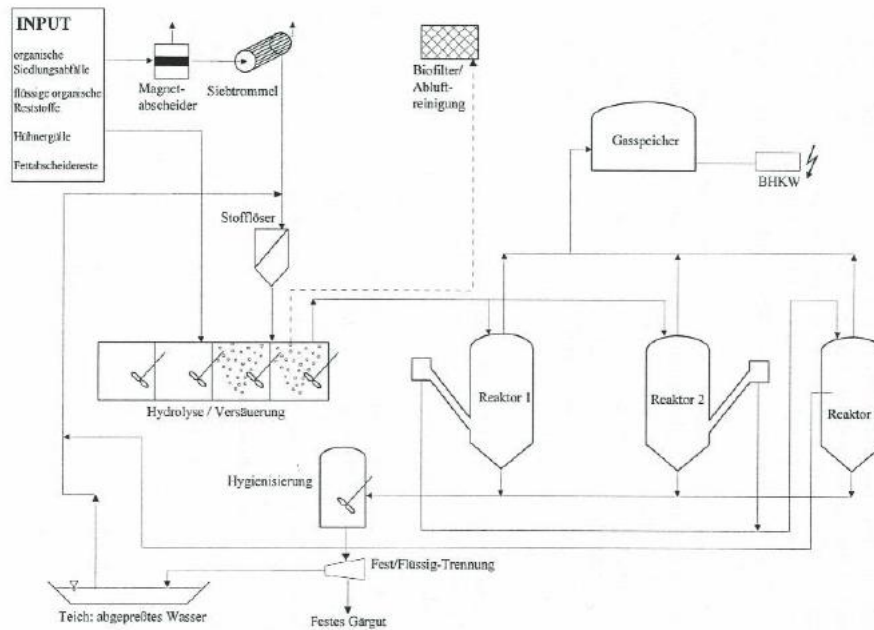 INPUT
organische
Siedlungsabfälle
flüssige organische
Reststoffe
Hühnergülle
Fettabscheidereste
Magnet-
abscheider
Siebtrommel
Biofilter/
Abluft-
reinigung
Gasspeicher
BHKW
Stofflöser
Hydrolyse / Versäuerung
Reaktor 1
Reaktor 2
Reaktor
Hygienisierung
Fest/Flüssig-Trennung
Teich: abgepreßtes Wasser
Festes Gärgut